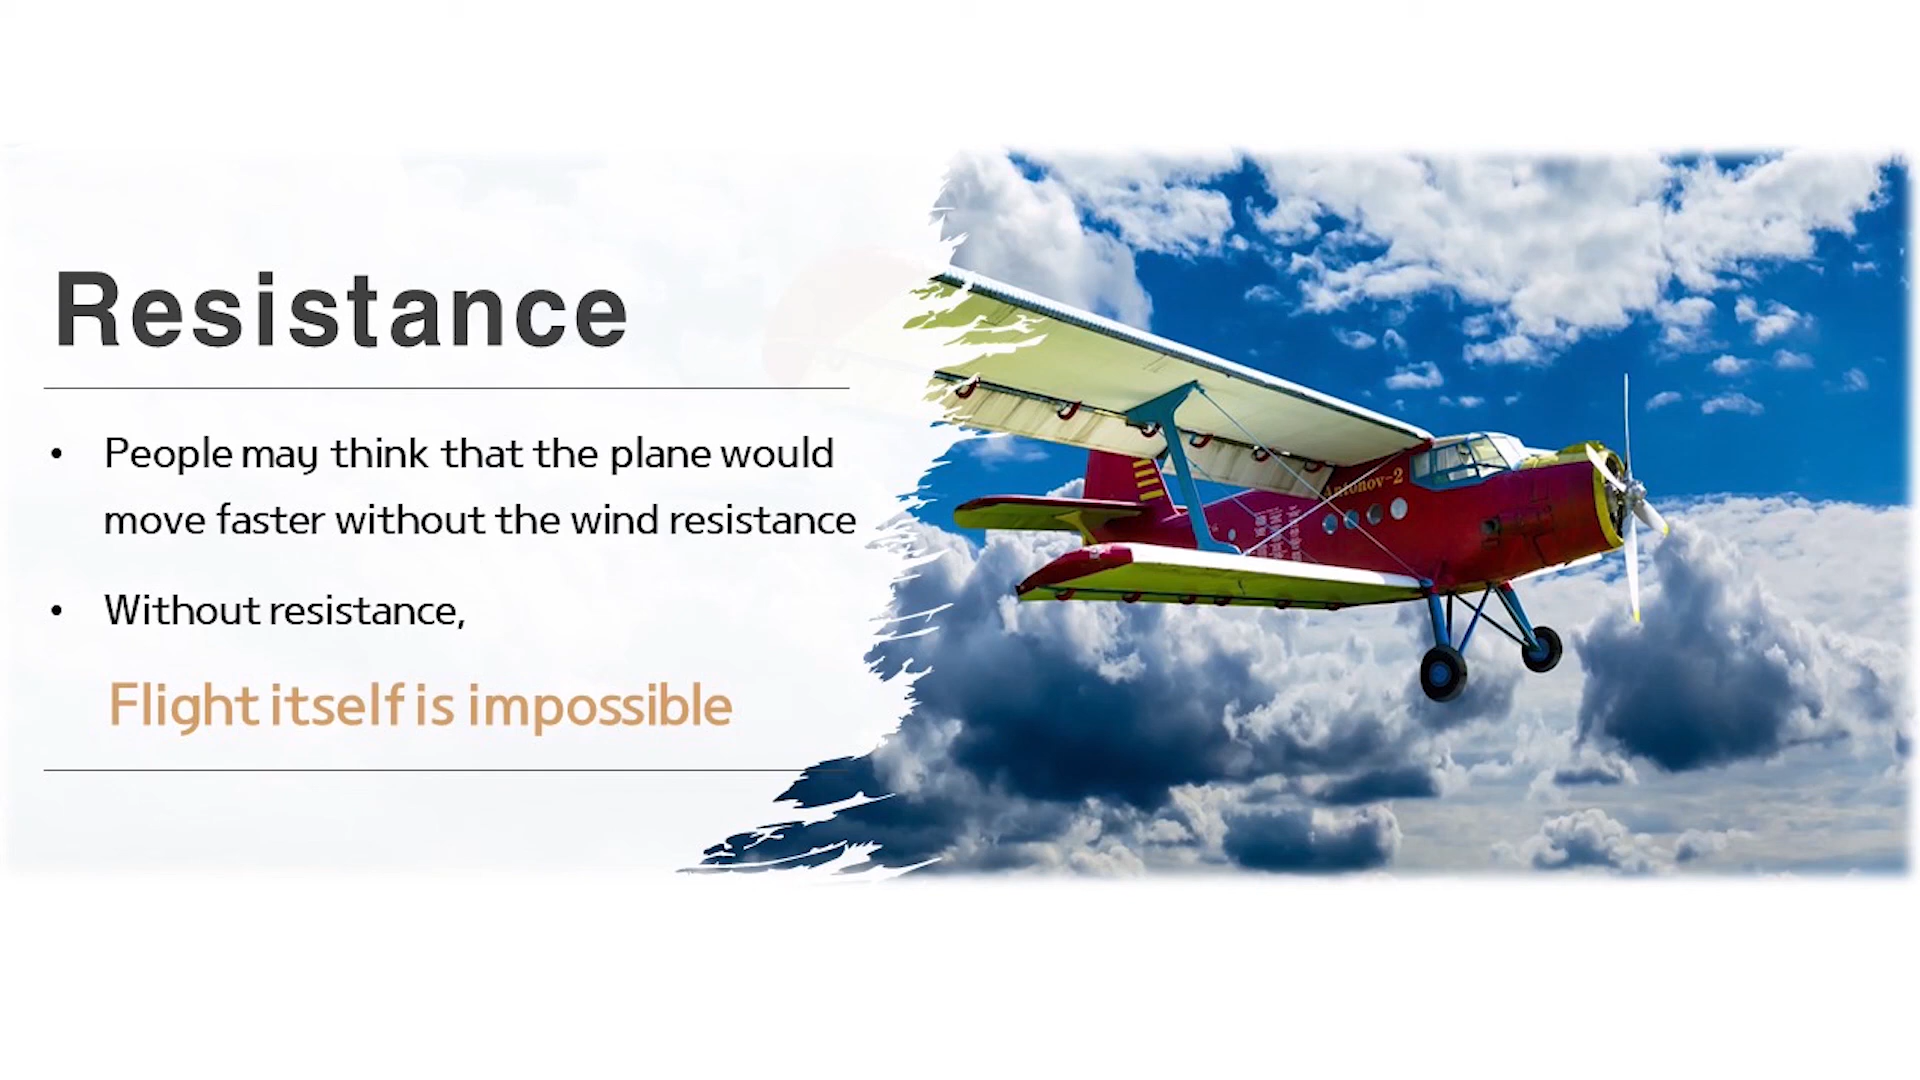 Resistance
• People may think that the plane would
move faster without the wind resistance
• Without resistance,
Flight itself is impossible
Antonov-2